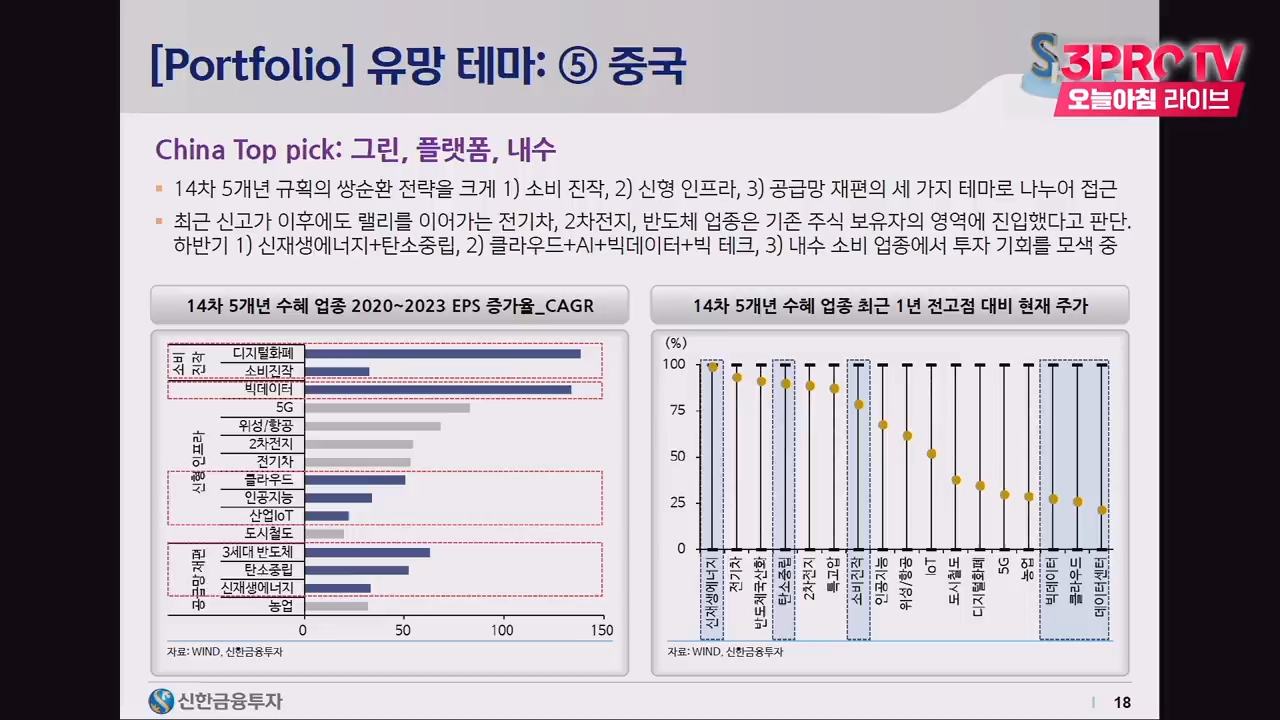 [Portfolio] 유망 테마: ⑤ 중국
3PROTV
오늘아침 라이브
China Top pick: 그린, 플랫폼, 내수
14차 5개년 규획의 쌍순환 전략을 크게 1) 소비 진작, 2) 신형 인프라, 3) 공급망 재편의 세 가지 테마로 나누어 접근
최근 신고가 이후에도 랠리를 이어가는 전기차, 2차전지, 반도체 업종은 기존 주식 보유자의 영역에 진입했다고 판단.
하반기 1) 신재생에너지+탄소중립, 2) 클라우드+AI+빅데이터+빅 테크, 3) 내수 소비 업종에서 투자 기회를 모색 중
14차 5개년 수혜 업종 2020~2023 EPS 증가율_CAGR
소비
진작
디지털화폐
소비진작
신형인프라
빅데이터
5G
위성/항공
2차전지
전기차
클라우드
인공지능
산업IoT
도시철도
공급망재편
3세대 반도체
탄소중립
신재생에너지
농업
0 50 100 150
자료: WIND, 신한금융투자
14차 5개년 수혜 업종 최근 1년 전고점 대비 현재 주가
(%)
100
75
50
25
0
신재생에너지
전기차
반도체국산화
탄소중립
2차전지
특고압
소비진작
인공지능
위성/항공
IoT
도시철도
디지털화폐
5G
농업
빅데이터
클라우드
데이터센터
자료: WIND, 신한금융투자
신한금융투자
18